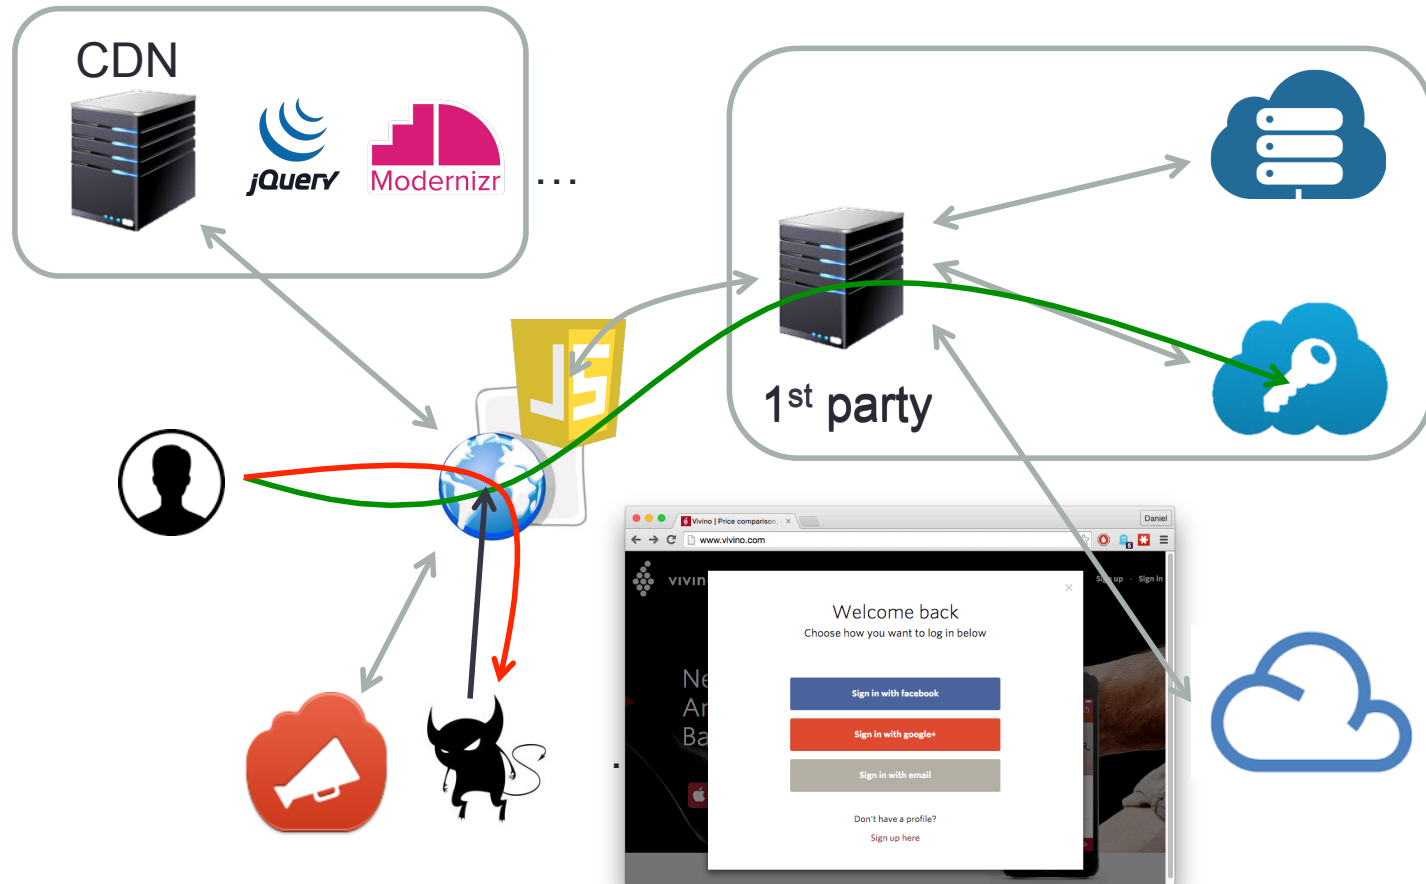 CDN
jQuery
Modernizr
...
JS
1st party
Vivino | Price comparison,
Daniel
www.vivino.com
8
Sign up · Sign in
Welcome back
Choose how you want to log in below
Sign in with facebook
Sign in with google+
Sign in with email
Don't have a profile?
Sign up here